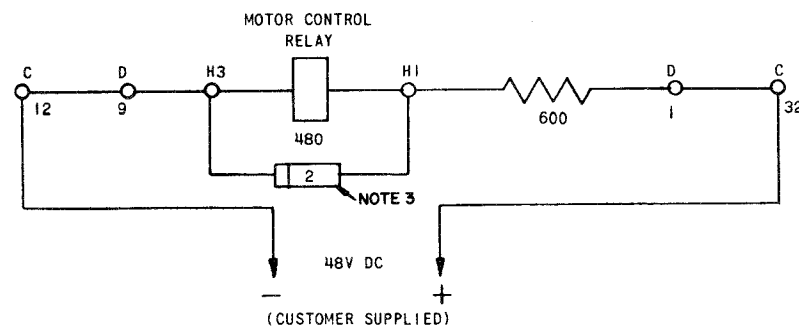 MOTOR CONTROL
RELAY
C
D
H3
H1
D
C
12
9
480
600
1
32
2
NOTE 3
48V DC
- +
(CUSTOMER SUPPLIED)